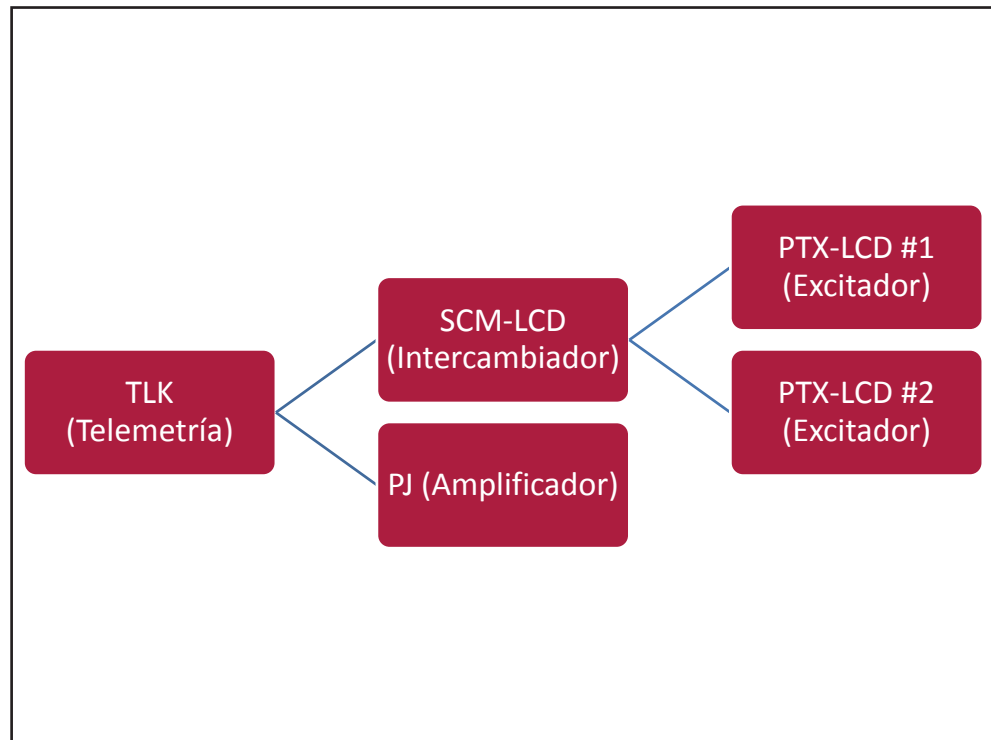 TLK
(Telemetría)
SCM-LCD
(Intercambiador)
PJ (Amplificador)
PTX-LCD #1
(Excitador)
PTX-LCD #2
(Excitador)